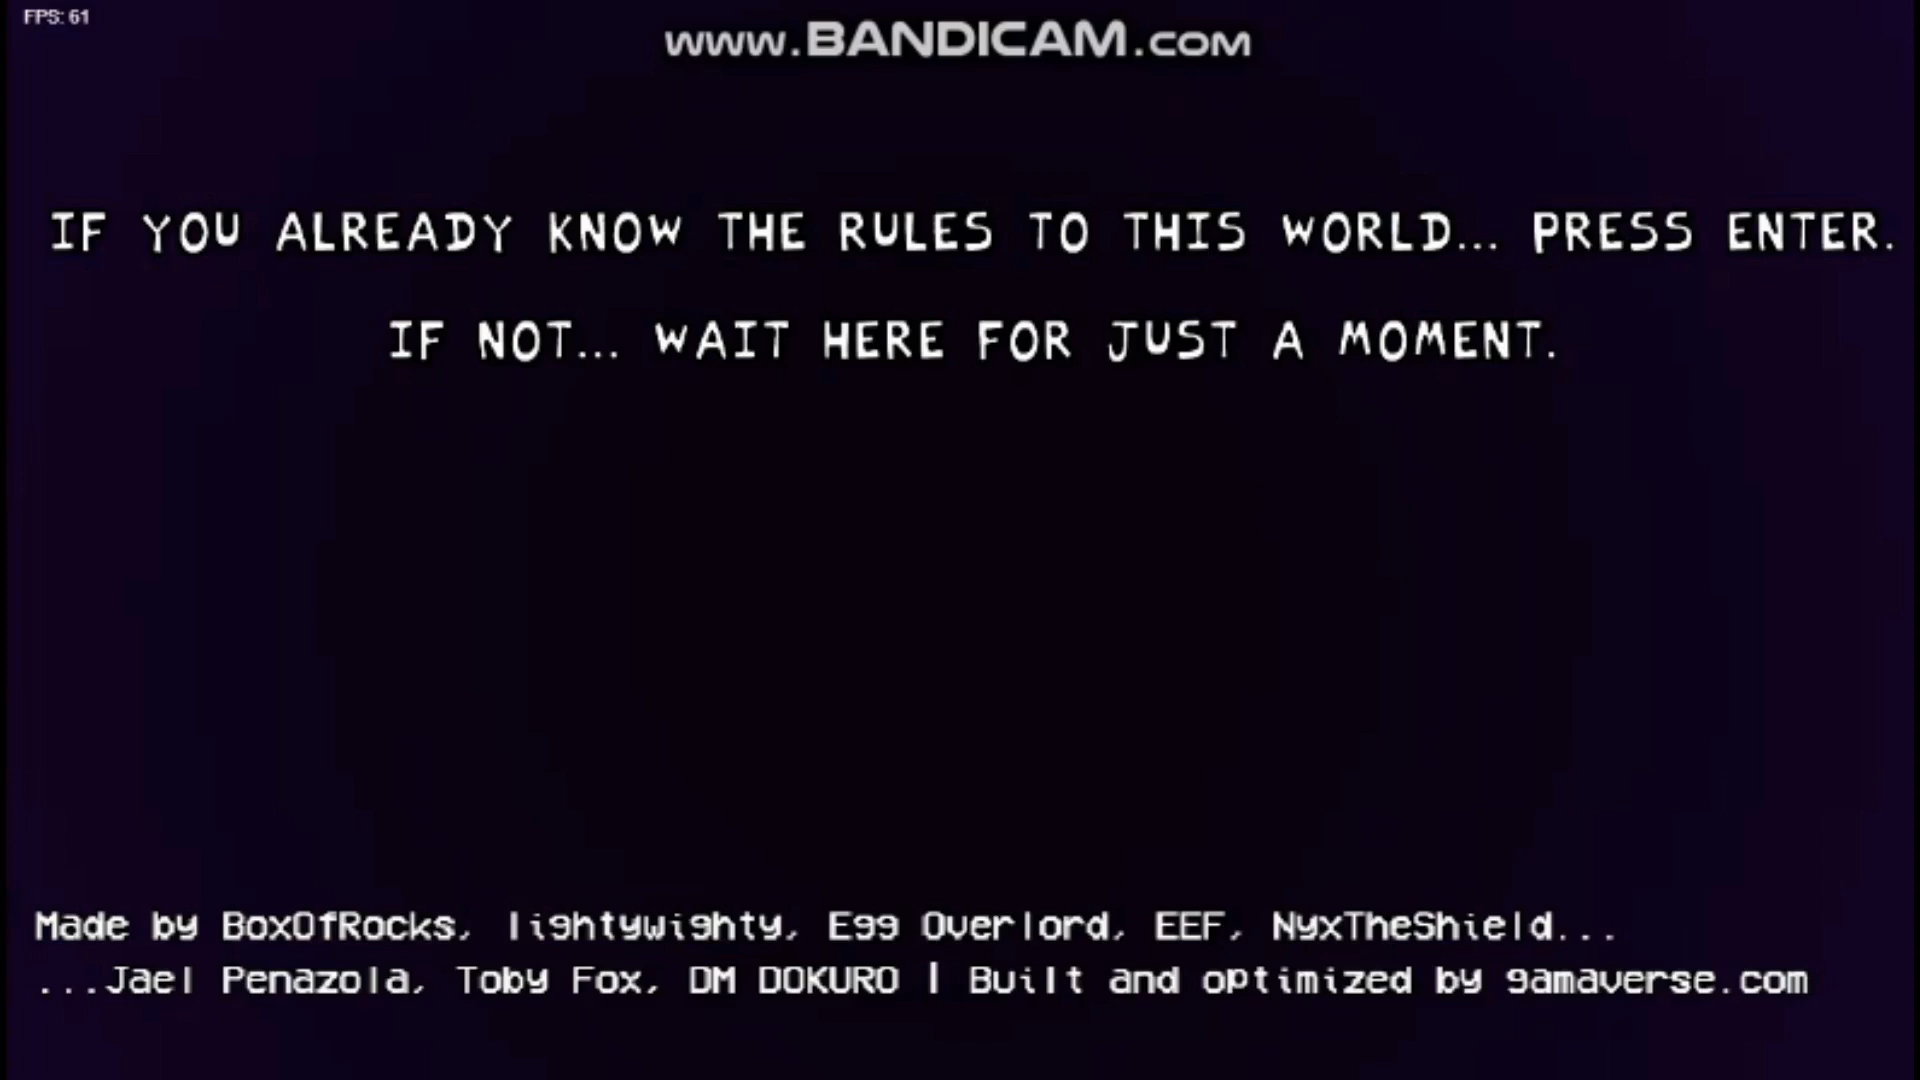 FPS: 61
www.BANDICAM.COM
IF YOU ALREADY KNOW THE RULES TO THIS WORLD... PRESS ENTER.
IF NOT... WAIT HERE FOR JUST A MOMENT.
Made by BoxOfRocks, lightywighty, Egg Overlord, EEF, NyxTheShield...
...Jael Penazola, Toby Fox, DM DOKURO | Built and optimized by gamaverse.com